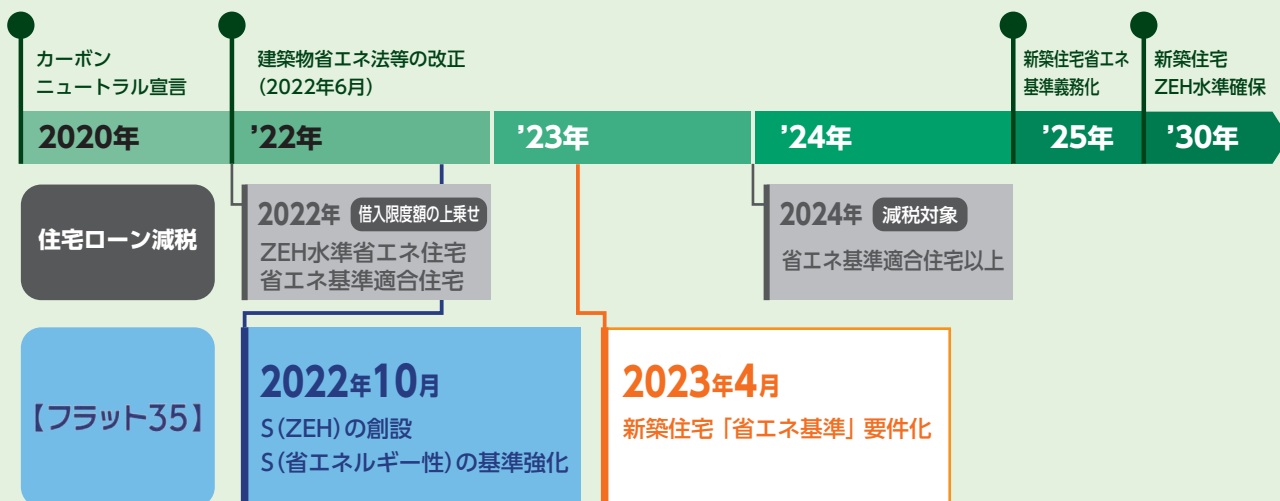 カーボン
ニュートラル宣言
建築物省エネ法等の改正
(2022年6月)
新築住宅省エネ
基準義務化
新築住宅
ZEH水準確保
2020年
’22年
’23年
’24年
’25年
’30年
住宅ローン減税
2022年 借入限度額の上乗せ
ZEH水準省エネ住宅
省エネ基準適合住宅
2024年 減税対象
省エネ基準適合住宅以上
【フラット35】
2022年10月
S(ZEH)の創設
S(省エネルギー性)の基準強化
2023年4月
新築住宅「省エネ基準」要件化